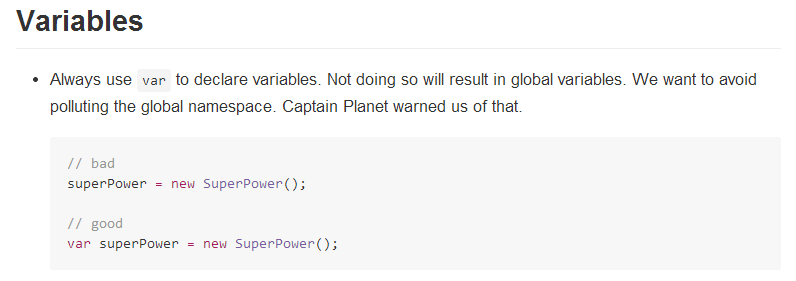 Variables
• Always use var to declare variables. Not doing so will result in global variables. We want to avoid
polluting the global namespace. Captain Planet warned us of that.
// bad
superPower = new SuperPower();
// good
var superPower = new SuperPower();